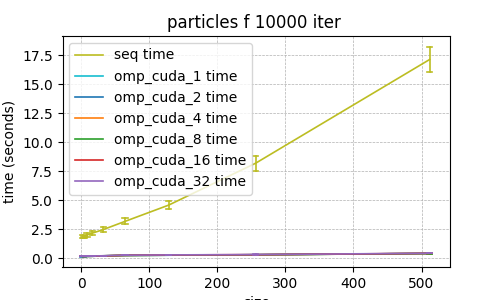 particles f 10000 iter
time (seconds)
17.5
15.0
12.5
10.0
7.5
5.0
2.5
0.0
seq time
omp_cuda_1 time
omp_cuda_2 time
omp_cuda_4 time
omp_cuda_8 time
omp_cuda_16 time
omp_cuda_32 time
0 100 200 300 400 500